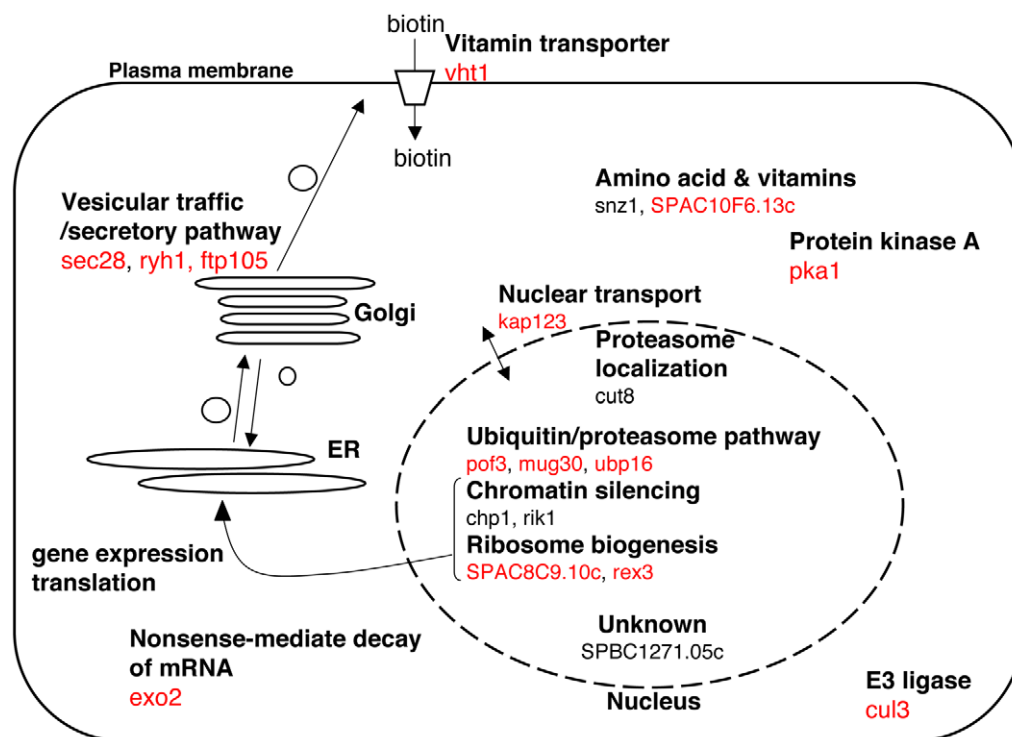 biotin
Vitamin transporter
vht1
Plasma membrane
biotin
Amino acid & vitamins
snz1, SPAC10F6.13c
Vesicular traffic
/secretory pathway
sec28, ryh1, ftp105
Protein kinase A
pka1
Golgi
Nuclear transport
kap123
Proteasome
localization
cut8
ER
Ubiquitin/proteasome pathway
pof3, mug30, ubp16
Chromatin silencing
chp1, rik1
Ribosome biogenesis
SPAC8C9.10c, rex3
gene expression
translation
Unknown
SPBC1271.05c
Nucleus
Nonsense-mediate decay
of mRNA
exo2
E3 ligase
cul3